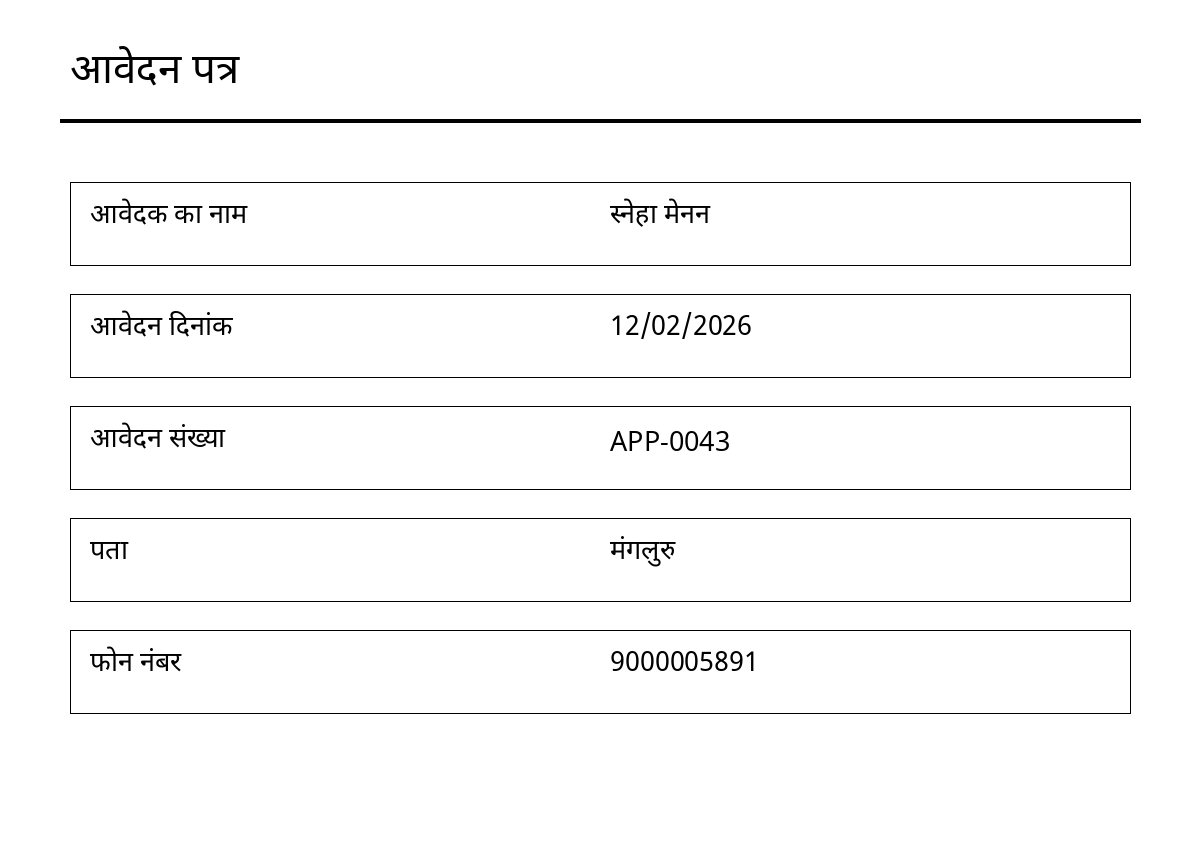 आवेदन पत्र
आवेदक का नाम स्नेहा मेनन
आवेदन दिनांक 12/02/2026
आवेदन संख्या APP-0043
पता मंगलुरु
फोन नंबर 9000005891